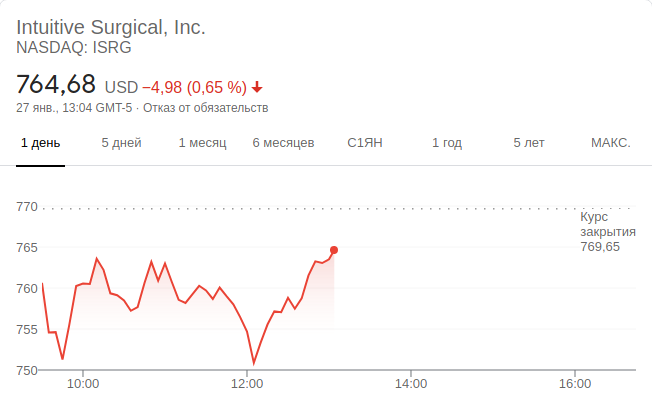 Intuitive Surgical, Inc.
NASDAQ: ISRG
764,68 USD −4,98 (0,65 %)
27 янв., 13:04 GMT-5 · Отказ от обязательств
1 день 5 дней 1 месяц 6 месяцев С1ЯН 1 год 5 лет МАКС.
770
Курс
закрытия
769,65
765
760
755
750
10:00 12:00 14:00 16:00